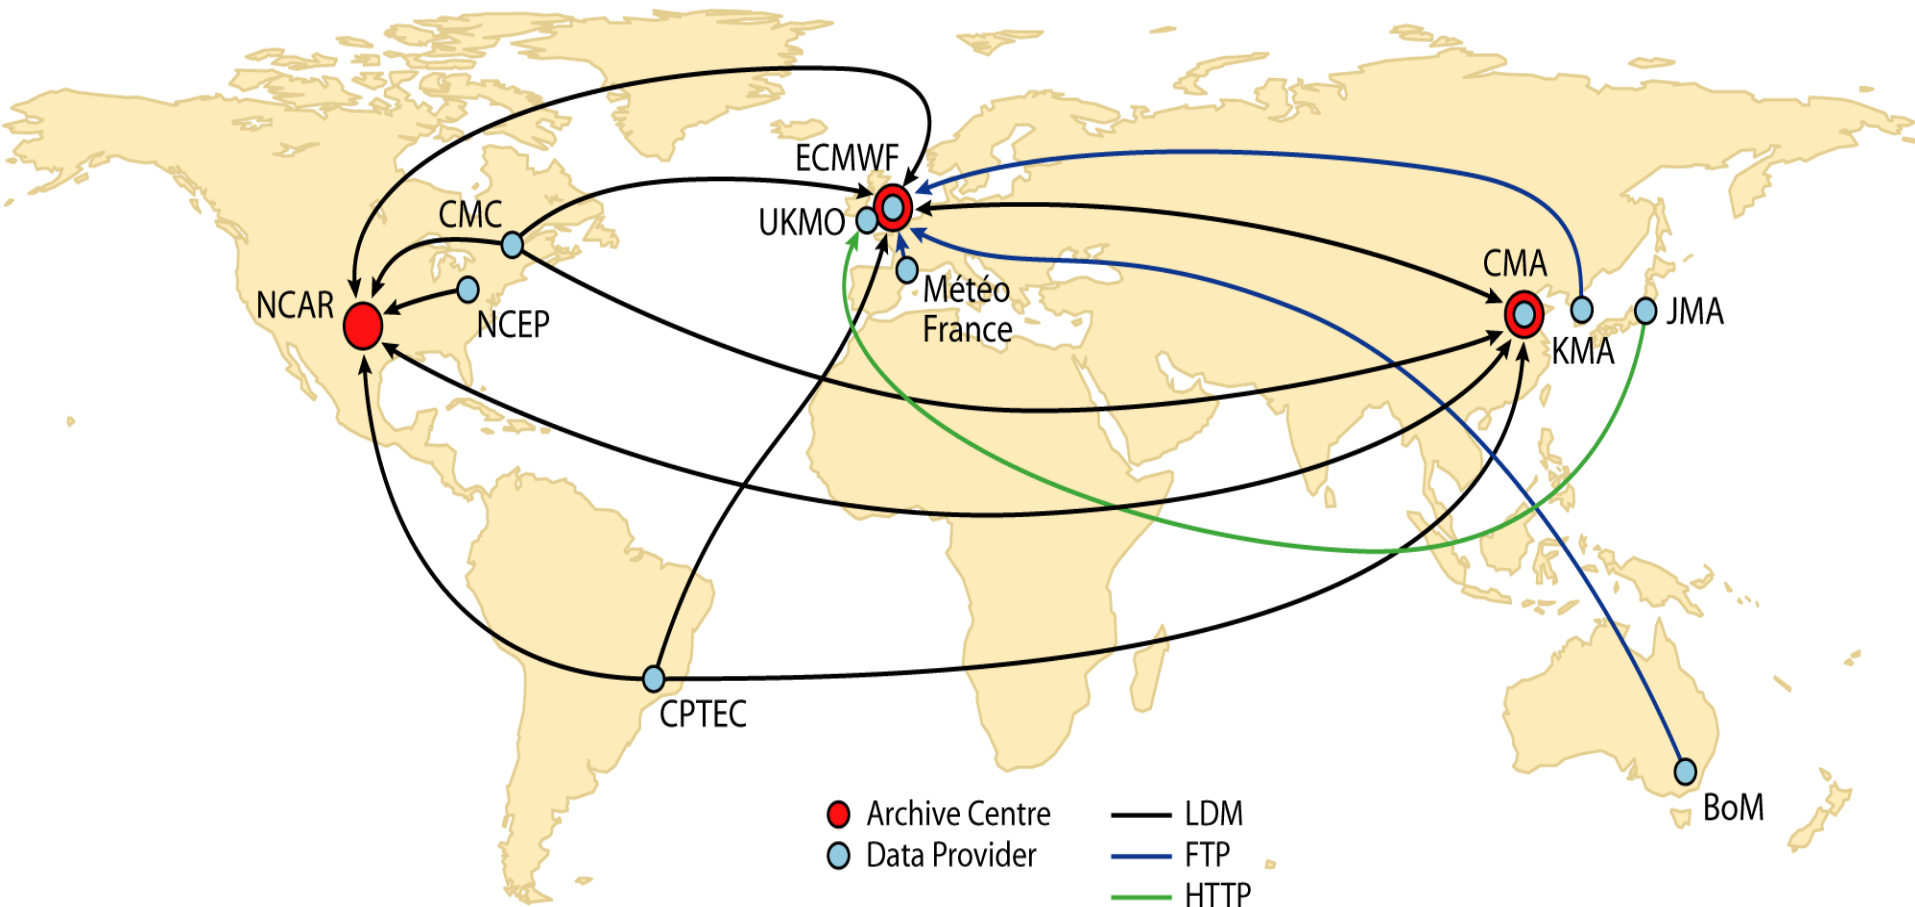 ECMWF
CMC
UKMO
CMA
NCAR
Météo
France
NCEP
JMA
KMA
CPTEC
BoM
Archive Centre
Data Provider
LDM
FTP
HTTP